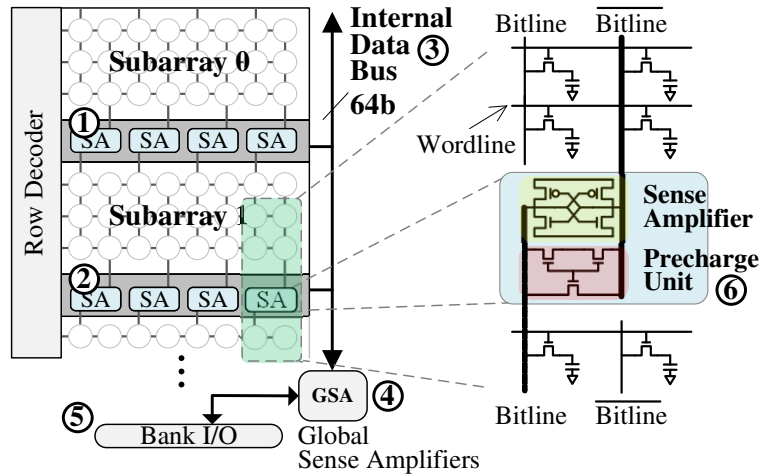 Row Decoder
Subarray 0
①
SA SA SA SA
Subarray 1
②
SA SA SA SA
Internal
Data
Bus
③
64b
④
GSA
Global
Sense Amplifiers
⑤
Bank I/O
Bitline Bitline
Wordline
Sense
Amplifier
Precharge
Unit
⑥
Bitline Bitline